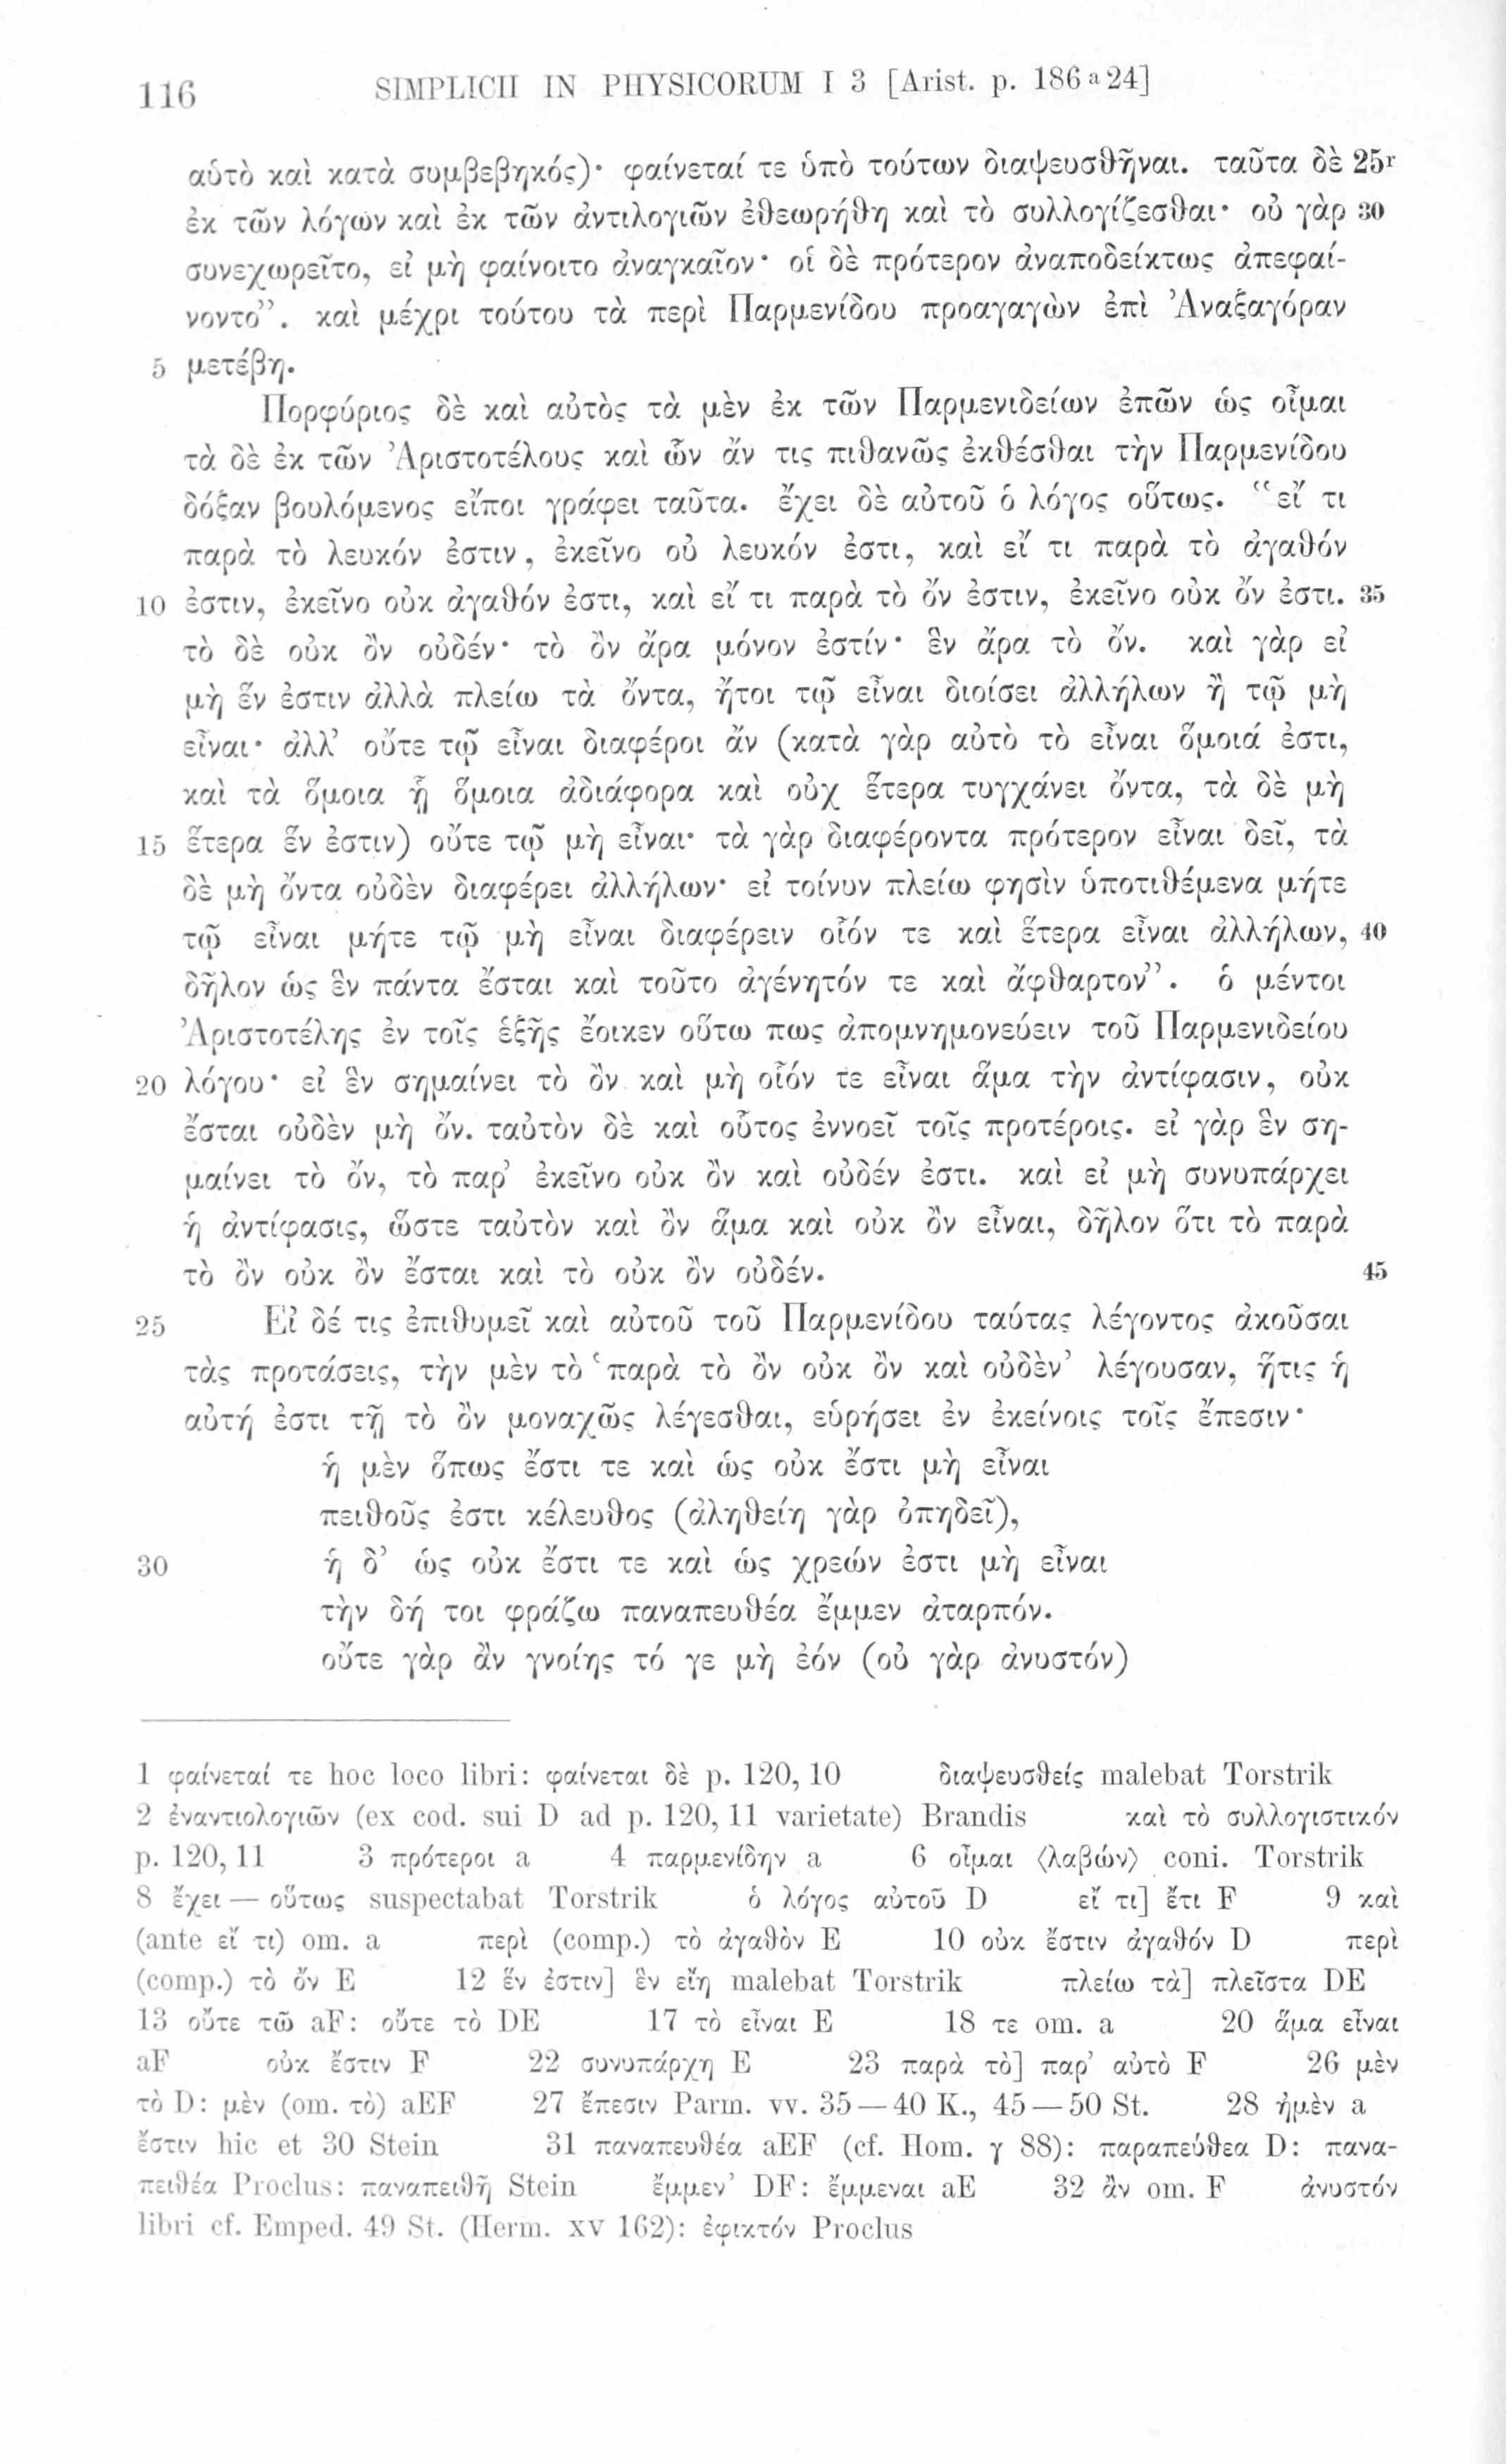 116 SIMPLICII IN PHYSICORUM I 3 [Arist. p. 186 a 24]
αὑτὸ καὶ κατὰ συμβεβηκός)· φαίνεταί τε ὑπὸ τούτων διαψευσθῆναι. ταῦτα δὲ 25r
ἐκ τῶν λόγων καὶ ἐκ τῶν ἀντιλογιῶν ἐθεωρήθη καὶ τὸ συλλογίζεσθαι· οὐ γὰρ 30
συνεχωρεῖτο, εἰ μὴ φαίνοιτο ἀναγκαῖον· οἱ δὲ πρότερον ἀναποδείκτως ἀπεφαί-
νοντο”. καὶ μέχρι τούτου τὰ περὶ Παρμενίδου προαγαγὼν ἐπὶ Ἀναξαγόραν
5 μετέβη.
Πορφύριος δὲ καὶ αὐτὸς τὰ μὲν ἐκ τῶν Παρμενιδείων ἐπῶν ὡς οἶμαι
τὰ δὲ ἐκ τῶν Ἀριστοτέλους καὶ ὧν ἄν τις πιθανῶς ἐκθέσθαι τὴν Παρμενίδου
δόξαν βουλόμενος εἴποι γράφει ταῦτα. ἔχει δὲ αὐτοῦ ὁ λόγος οὕτως. “εἴ τι
παρὰ τὸ λευκόν ἐστιν, ἐκεῖνο οὐ λευκόν ἐστι, καὶ εἴ τι παρὰ τὸ ἀγαθόν
10 ἐστιν, ἐκεῖνο οὐκ ἀγαθόν ἐστι, καὶ εἴ τι παρὰ τὸ ὄν ἐστιν, ἐκεῖνο οὐκ ὄν ἐστι. 35
τὸ δὲ οὐκ ὂν οὐδέν· τὸ ὂν ἄρα μόνον ἐστίν· ἓν ἄρα τὸ ὄν. καὶ γὰρ εἰ
μὴ ἕν ἐστιν ἀλλὰ πλείω τὰ ὄντα, ἤτοι τῷ εἶναι διοίσει ἀλλήλων ἢ τῷ μὴ
εἶναι· ἀλλ’ οὔτε τῷ εἶναι διαφέροι ἄν (κατὰ γὰρ αὐτὸ τὸ εἶναι ὅμοιά ἐστι,
καὶ τὰ ὅμοια ᾗ ὅμοια ἀδιάφορα καὶ οὐχ ἕτερα τυγχάνει ὄντα, τὰ δὲ μὴ
15 ἕτερα ἕν ἐστιν) οὔτε τῷ μὴ εἶναι· τὰ γὰρ διαφέροντα πρότερον εἶναι δεῖ, τὰ
δὲ μὴ ὄντα οὐδὲν διαφέρει ἀλλήλων· εἰ τοίνυν πλείω φησὶν ὑποτιθέμενα μήτε
τῷ εἶναι μήτε τῷ μὴ εἶναι διαφέρειν οἷόν τε καὶ ἕτερα εἶναι ἀλλήλων, 40
δῆλον ὡς ἓν πάντα ἔσται καὶ τοῦτο ἀγένητόν τε καὶ ἄφθαρτον”. ὁ μέντοι
Ἀριστοτέλης ἐν τοῖς ἑξῆς ἔοικεν οὕτω πως ἀπομνημονεύειν τοῦ Παρμενιδείου
20 λόγου· εἰ ἓν σημαίνει τὸ ὂν καὶ μὴ οἷόν τε εἶναι ἅμα τὴν ἀντίφασιν, οὐκ
ἔσται οὐδὲν μὴ ὄν. ταὐτὸν δὲ καὶ οὗτος ἐννοεῖ τοῖς προτέροις. εἰ γὰρ ἓν ση-
μαίνει τὸ ὄν, τὸ παρ’ ἐκεῖνο οὐκ ὂν καὶ οὐδέν ἐστι. καὶ εἰ μὴ συνυπάρχει
ἡ ἀντίφασις, ὥστε ταὐτὸν καὶ ὂν ἅμα καὶ οὐκ ὂν εἶναι, δῆλον ὅτι τὸ παρὰ
τὸ ὂν οὐκ ὂν ἔσται καὶ τὸ οὐκ ὂν οὐδέν. 45
25 Εἰ δέ τις ἐπιθυμεῖ καὶ αὐτοῦ τοῦ Παρμενίδου ταύτας λέγοντος ἀκοῦσαι
τὰς προτάσεις, τὴν μὲν τὸ ‘παρὰ τὸ ὂν οὐκ ὂν καὶ οὐδὲν’ λέγουσαν, ἥτις ἡ
αὐτή ἐστι τῇ τὸ ὂν μοναχῶς λέγεσθαι, εὑρήσει ἐν ἐκείνοις τοῖς ἔπεσιν·
ἡ μὲν ὅπως ἔστι τε καὶ ὡς οὐκ ἔστι μὴ εἶναι
πειθοῦς ἐστι κέλευθος (ἀληθείη γὰρ ὀπηδεῖ),
30 ἡ δ’ ὡς οὐκ ἔστι τε καὶ ὡς χρεών ἐστι μὴ εἶναι
τὴν δή τοι φράζω παναπευθέα ἔμμεν ἀταρπόν.
οὔτε γὰρ ἂν γνοίης τό γε μὴ ἐόν (οὐ γὰρ ἀνυστόν)
1 φαίνεταί τε hoc loco libri: φαίνεται δὲ p. 120, 10 διαψευσθείς malebat Torstrik
2 ἐναντιολογιῶν (ex cod. sui D ad p. 120, 11 varietate) Brandis καὶ τὸ συλλογιστικόν
p. 120, 11 3 πρότεροι a 4 παρμενίδην a 6 οἶμαι ⟨λαβών⟩ coni. Torstrik
8 ἔχει — οὕτως suspectabat Torstrik ὁ λόγος αὐτοῦ D εἴ τι] ἔτι F 9 καὶ
(ante εἴ τι) om. a περὶ (comp.) τὸ ἀγαθὸν E 10 οὐκ ἔστιν ἀγαθόν D περὶ
(comp.) τὸ ὄν E 12 ἕν ἐστιν] ἓν εἴη malebat Torstrik πλείω τὰ] πλεῖστα DE
13 οὔτε τῶ aF: οὔτε τὸ DE 17 τὸ εἶναι E 18 τε om. a 20 ἅμα εἶναι
aF οὐκ ἔστιν F 22 συνυπάρχη E 23 παρὰ τὸ] παρ’ αὐτὸ F 26 μὲν
τὸ D: μὲν (om. τὸ) aEF 27 ἔπεσιν Parm. vv. 35—40 K., 45—50 St. 28 ἠμὲν a
ἔστιν hic et 30 Stein 31 παναπευθέα aEF (cf. Hom. γ 88): παραπεύθεα D: πανα-
πειθέα Proclus: παναπειθῆ Stein ἔμμεν’ DF: ἔμμεναι aE 32 ἂν om. F ἀνυστόν
libri cf. Emped. 49 St. (Herm. xv 162): ἐφικτόν Proclus